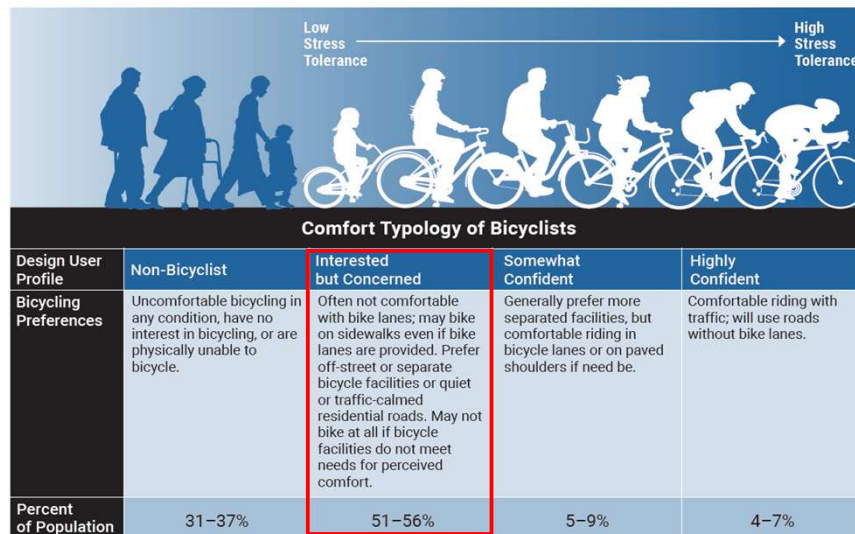 Low
Stress
Tolerance
High
Stress
Tolerance
Comfort Typology of Bicyclists
Design User
Profile
Non-Bicyclist
Interested
but Concerned
Somewhat
Confident
Highly
Confident
Bicycling
Preferences
Uncomfortable bicycling in
any condition, have no
interest in bicycling, or are
physically unable to
bicycle.
Often not comfortable
with bike lanes; may bike
on sidewalks even if bike
lanes are provided. Prefer
off-street or separate
bicycle facilities or quiet
or traffic-calmed
residential roads. May not
bike at all if bicycle
facilities do not meet
needs for perceived
comfort.
Generally prefer more
separated facilities, but
comfortable riding in
bicycle lanes or on paved
shoulders if need be.
Comfortable riding with
traffic; will use roads
without bike lanes.
Percent
of Population
31–37%
51–56%
5–9%
4–7%